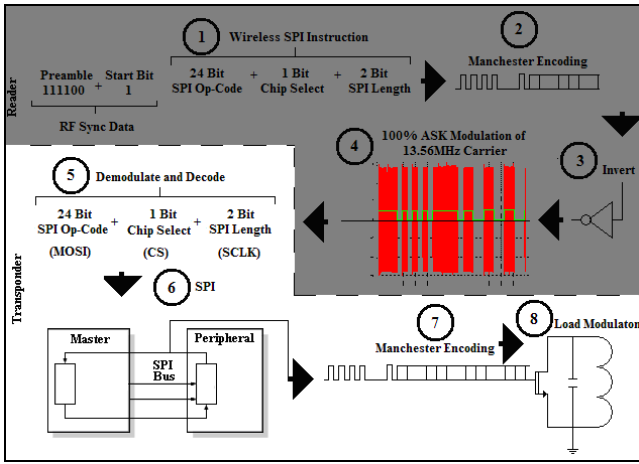 1
Wireless SPI Instruction
2
Manchester Encoding
Preamble
111100
+
Start Bit
1
24 Bit
SPI Op-Code
+
1 Bit
Chip Select
+
2 Bit
SPI Length
RF Sync Data
Reader
4
100% ASK Modulation of
13.56MHz Carrier
3
Invert
5
Demodulate and Decode
24 Bit
SPI Op-Code
(MOSI)
+
1 Bit
Chip Select
(CS)
+
2 Bit
SPI Length
(SCLK)
6
SPI
Transponder
Master
SPI
Bus
Peripheral
7
Manchester Encoding
8
Load Modulaton